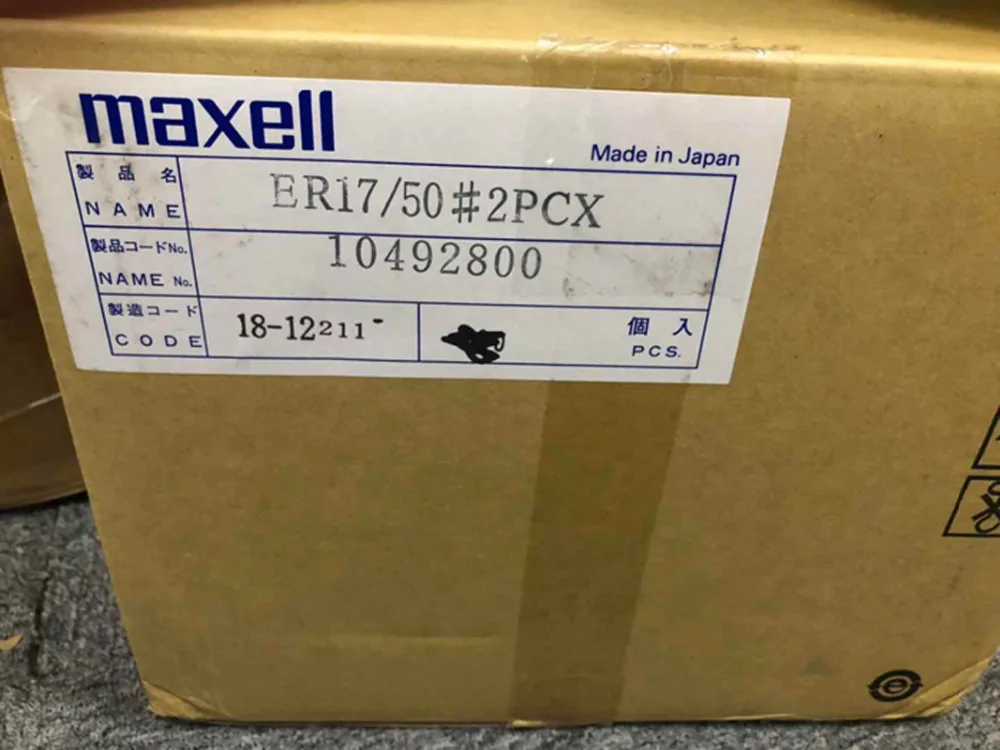 maxell
Made in Japan
製品名
NAME
ER17/50#2PCX
製品コードNo.
NAME No.
10492800
製造コード
CODE
18-12211
個入
PCS.